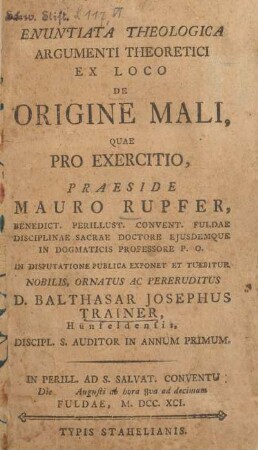 ENUNTIATA THEOLOGICA
ARGUMENTI THEORETICI
EX LOCO
DE
ORIGINE MALI,
QUAE
PRO EXERCITIO,
PRAESIDE
MAURO RUPFER,
BENEDICT. PERILLUST. CONVENT. FULDAE
DISCIPLINAE SACRAE DOCTORE EJUSDEMQUE
IN DOGMATICIS PROFESSORE P. O.
IN DISPUTATIONE PUBLICA EXPONET ET TUEBITUR
NOBILIS, ORNATUS AC PERERUDITUS
D. BALTHASAR JOSEPHUS
TRAINER,
Hünfeldensis,
DISCIPL. S. AUDITOR IN ANNUM PRIMUM.
IN PERILL. AD S. SALVAT. CONVENTU
Die Augusti ab hora 9va ad decimam
FULDAE, M. DCC. XCI.
TYPIS STAHELIANIS.